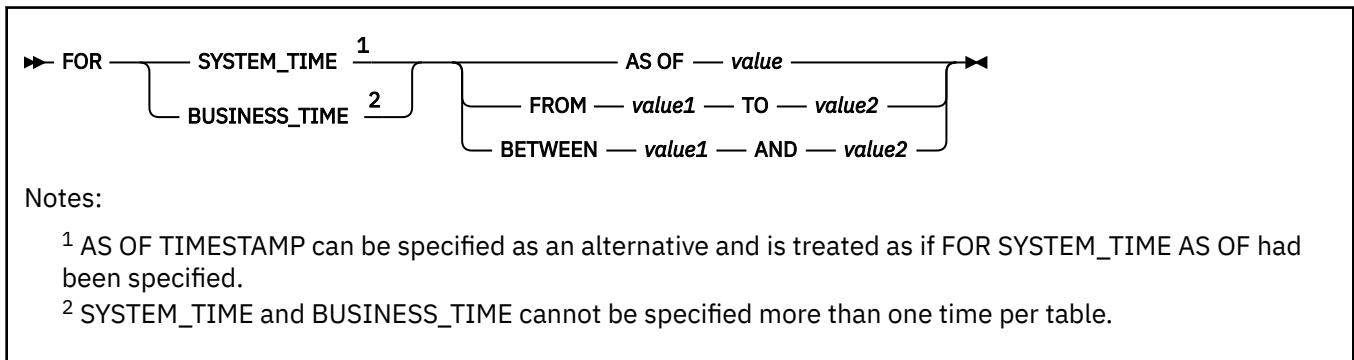 FOR SYSTEM_TIME 1 AS OF value
BUSINESS_TIME 2 FROM value1 TO value2
BETWEEN value1 AND value2
Notes:
1 AS OF TIMESTAMP can be specified as an alternative and is treated as if FOR SYSTEM_TIME AS OF had
been specified.
2 SYSTEM_TIME and BUSINESS_TIME cannot be specified more than one time per table.